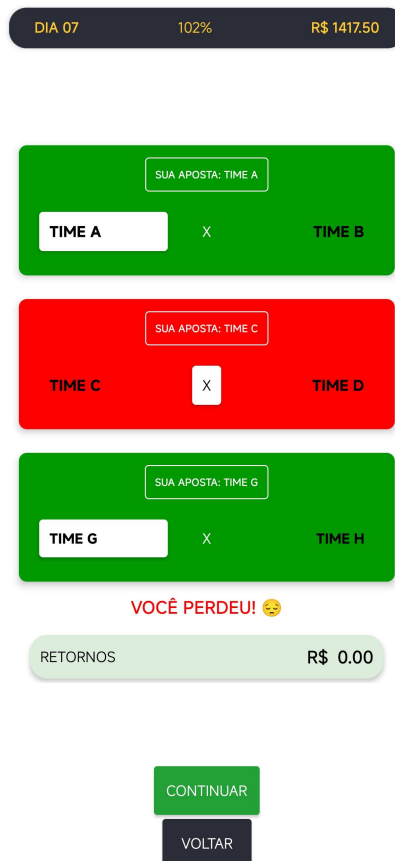 DIA 07 102% R$ 1417.50
SUA APOSTA: TIME A
TIME A X TIME B
SUA APOSTA: TIME C
TIME C X TIME D
SUA APOSTA: TIME G
TIME G X TIME H
VOCÊ PERDEU! 😔
RETORNOS R$ 0.00
CONTINUAR
VOLTAR